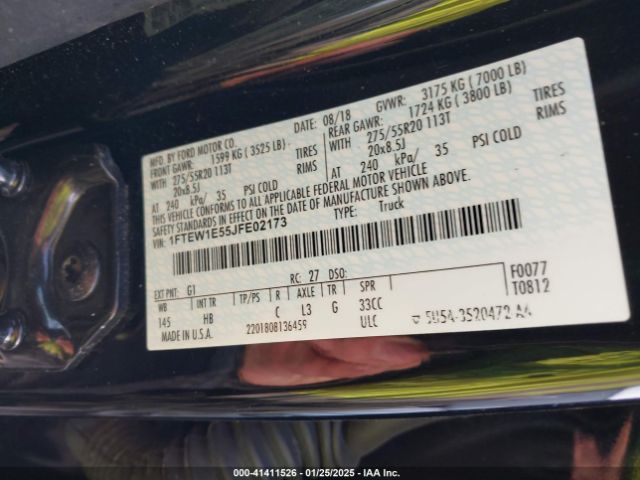 MFD. BY FORD MOTOR CO.
DATE: 08/18
GVWR: 3175 KG ( 7000 LB)
FRONT GAWR: 1599 KG (3525 LB)
REAR GAWR: 1724 KG ( 3800 LB)
WITH 275/55R20 113T TIRES
WITH 275/55R20 113T TIRES
20x8.5J RIMS
20x8.5J RIMS
AT 240 kPa/ 35 PSI COLD
AT 240 kPa/ 35 PSI COLD
THIS VEHICLE CONFORMS TO ALL APPLICABLE FEDERAL MOTOR VEHICLE
SAFETY STANDARDS IN EFFECT ON THE DATE OF MANUFACTURE SHOWN ABOVE.
VIN: 1FTEW1E55JFE02173
TYPE: Truck
EXT PNT: G1 RC: 27 DSO:
F0077
WB INT TR TP/PS R AXLE TR SPR
T0812
145 HB C L3 G 33CC
MADE IN U.S.A. 2201808136459 ULC
5U5A-3520472-AA
000-41411526 - 01/25/2025 - IAA Inc.